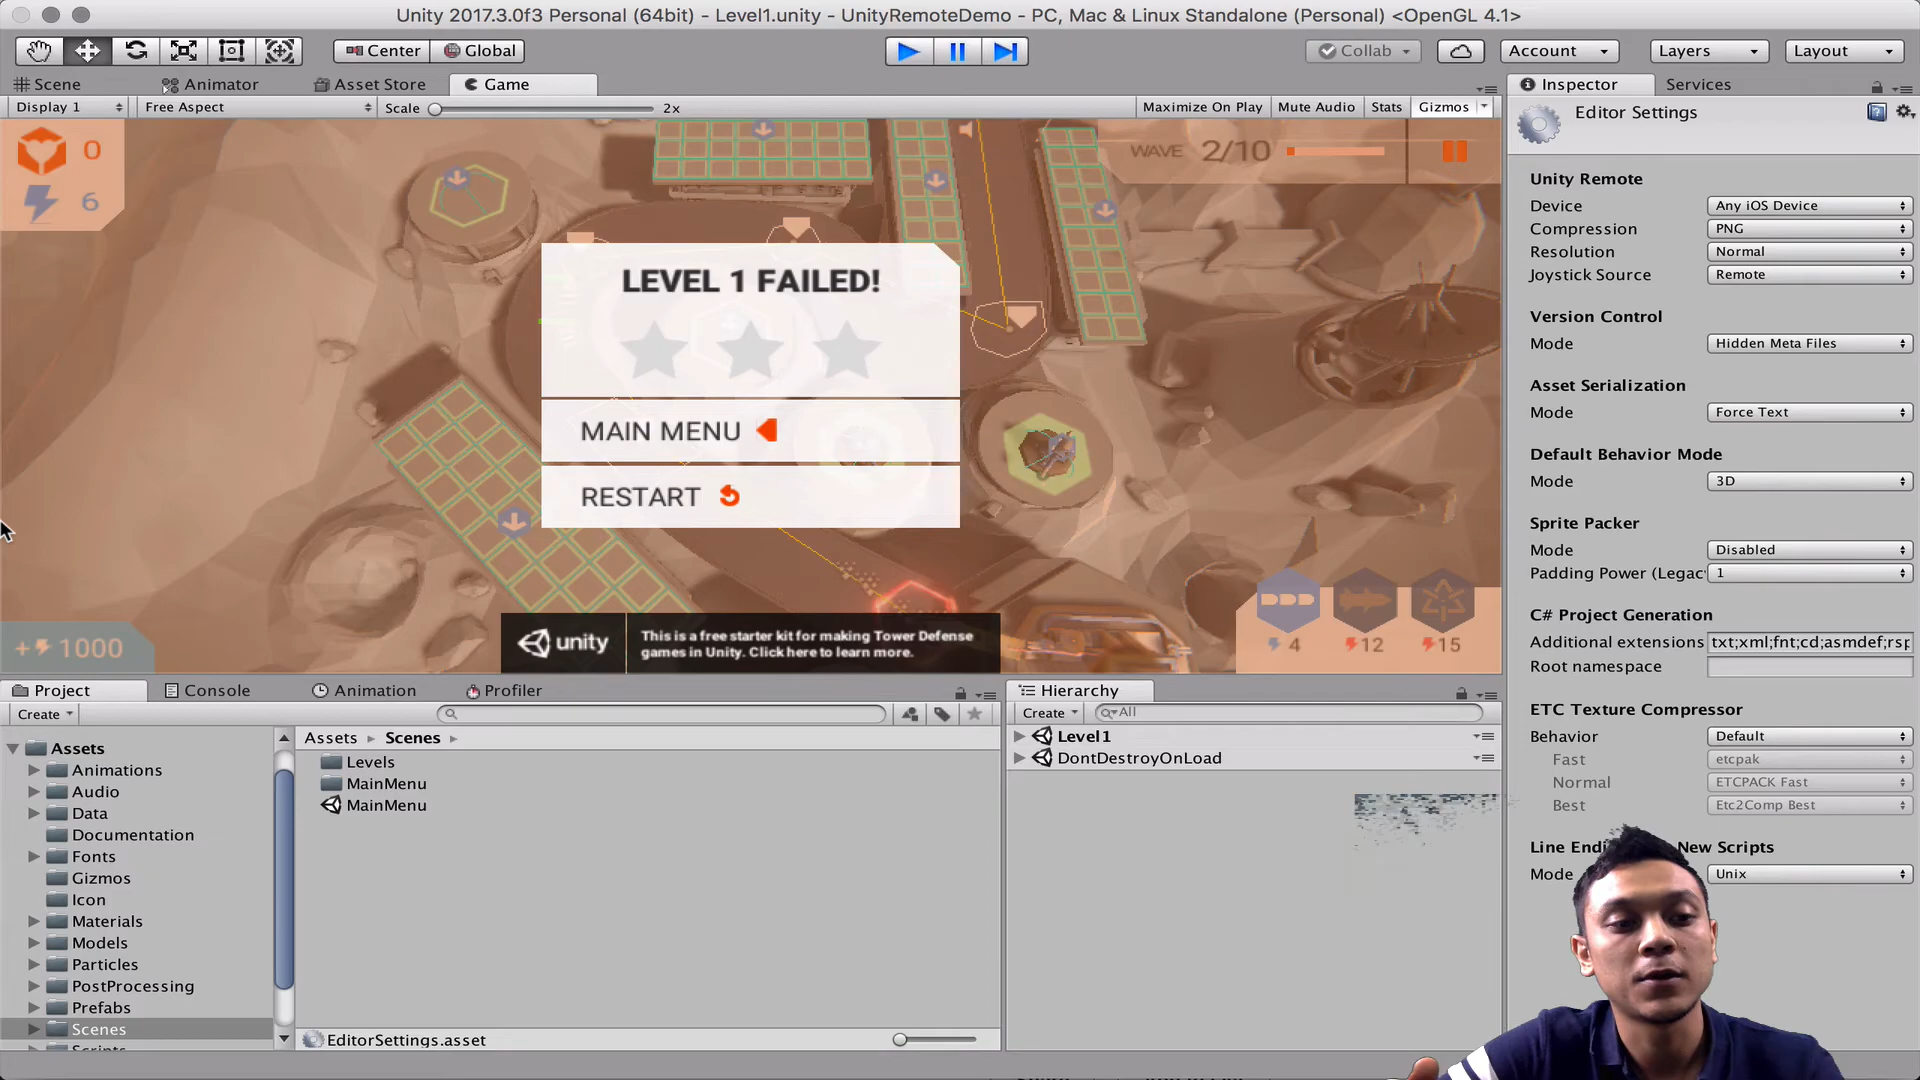 Unity 2017.3.0f3 Personal (64bit) - Level1.unity - UnityRemoteDemo - PC, Mac & Linux Standalone (Personal) <OpenGL 4.1>
Center Global Collab Account Layers Layout
Scene Animator Asset Store Game
Display 1 Free Aspect Scale 2x Maximize On Play Mute Audio Stats Gizmos
0
6
WAVE 2/10
LEVEL 1 FAILED!
MAIN MENU
RESTART
+ 1000
unity
This is a free starter kit for making Tower Defense
games in Unity. Click here to learn more.
4 12 15
Project Console Animation Profiler
Create
Assets
Animations
Audio
Data
Documentation
Fonts
Gizmos
Icon
Materials
Models
Particles
PostProcessing
Prefabs
Scenes
Assets Scenes
Levels
MainMenu
MainMenu
EditorSettings.asset
Hierarchy
Create All
Level1
DontDestroyOnLoad
Inspector Services
Editor Settings
Unity Remote
Device Any iOS Device
Compression PNG
Resolution Normal
Joystick Source Remote
Version Control
Mode Hidden Meta Files
Asset Serialization
Mode Force Text
Default Behavior Mode
Mode 3D
Sprite Packer
Mode Disabled
Padding Power (Legac 1
C# Project Generation
Additional extensions txt;xml;fnt;cd;asmdef;rsp
Root namespace
ETC Texture Compressor
Behavior Default
Fast etcpak
Normal ETCPACK Fast
Best Etc2Comp Best
Line Endi New Scripts
Mode Unix